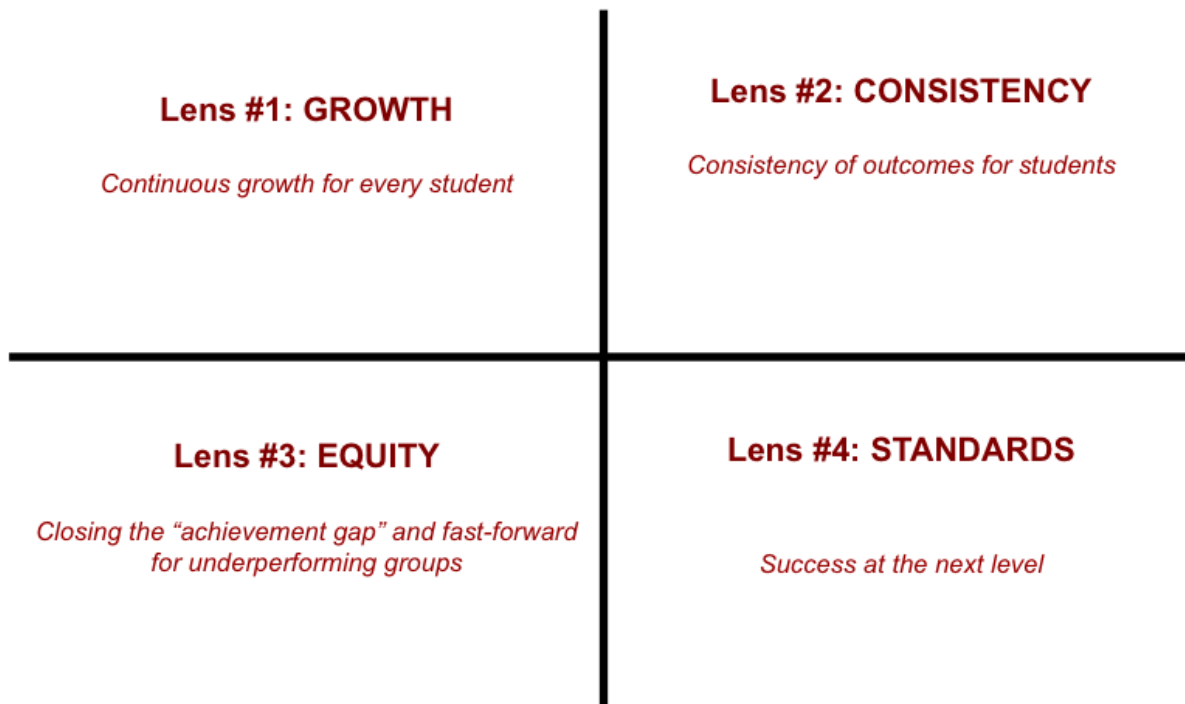 Lens #1: GROWTH
Continuous growth for every student
Lens #2: CONSISTENCY
Consistency of outcomes for students
Lens #3: EQUITY
Closing the “achievement gap” and fast-forward
for underperforming groups
Lens #4: STANDARDS
Success at the next level